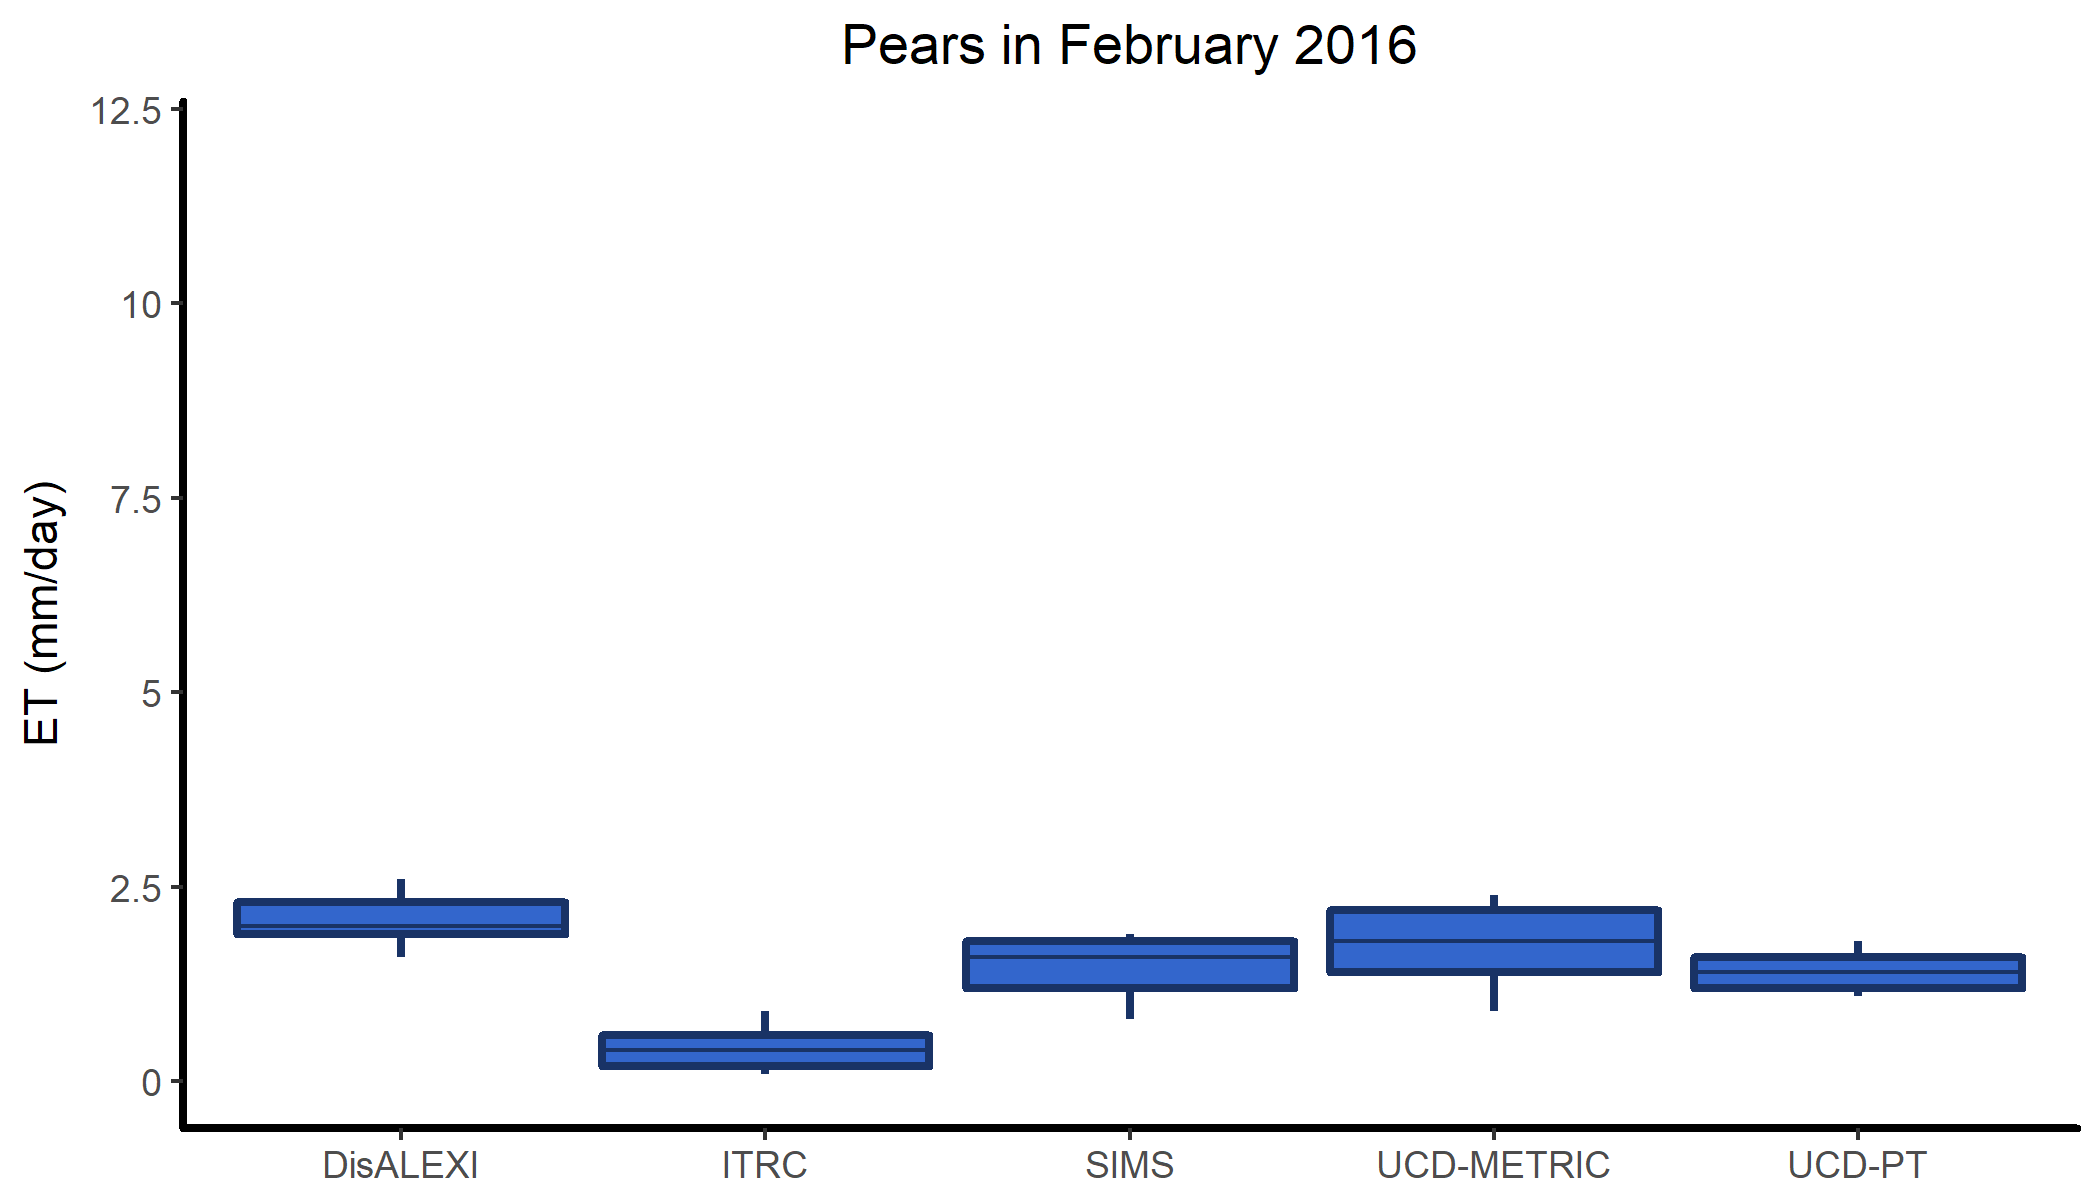 Pears in February 2016
ET (mm/day)
12.5
10
7.5
5
2.5
0
DisALEXI ITRC SIMS UCD-METRIC UCD-PT